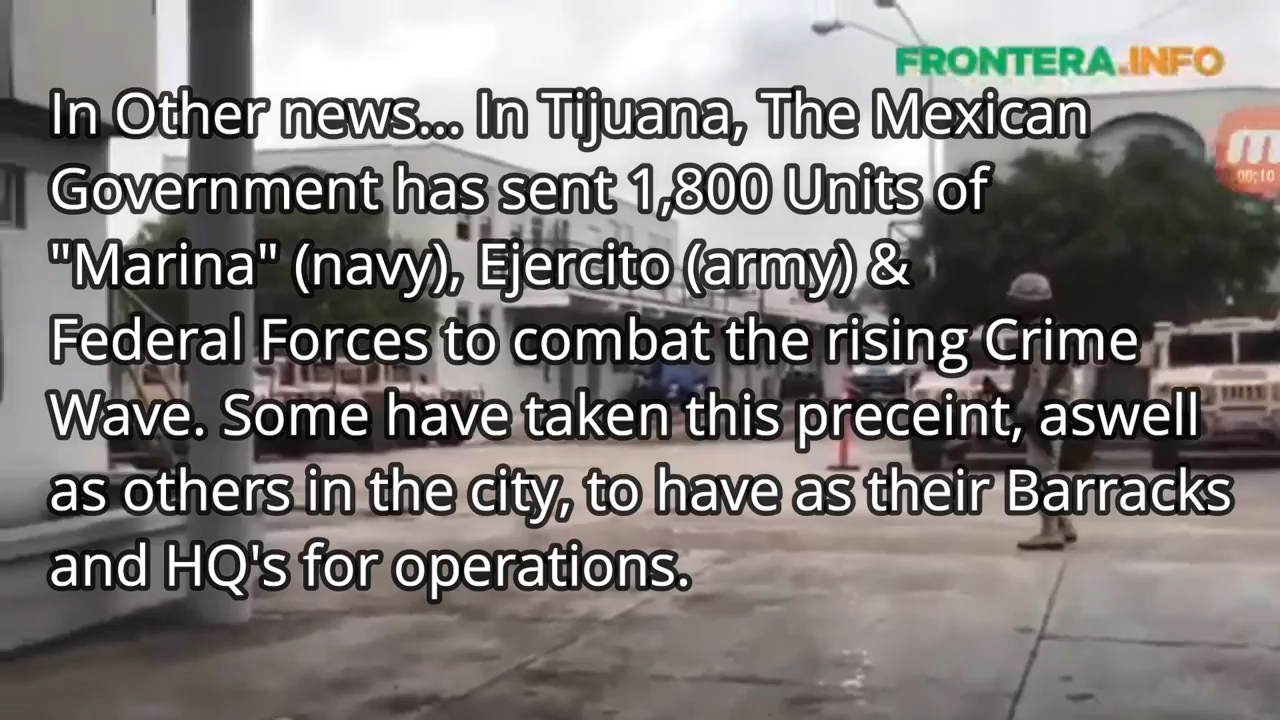 FRONTERA.INFO
In Other news... In Tijuana, The Mexican
Government has sent 1,800 Units of
"Marina" (navy), Ejercito (army) &
Federal Forces to combat the rising Crime
Wave. Some have taken this preceint, aswell
as others in the city, to have as their Barracks
and HQ's for operations.
m
00:10